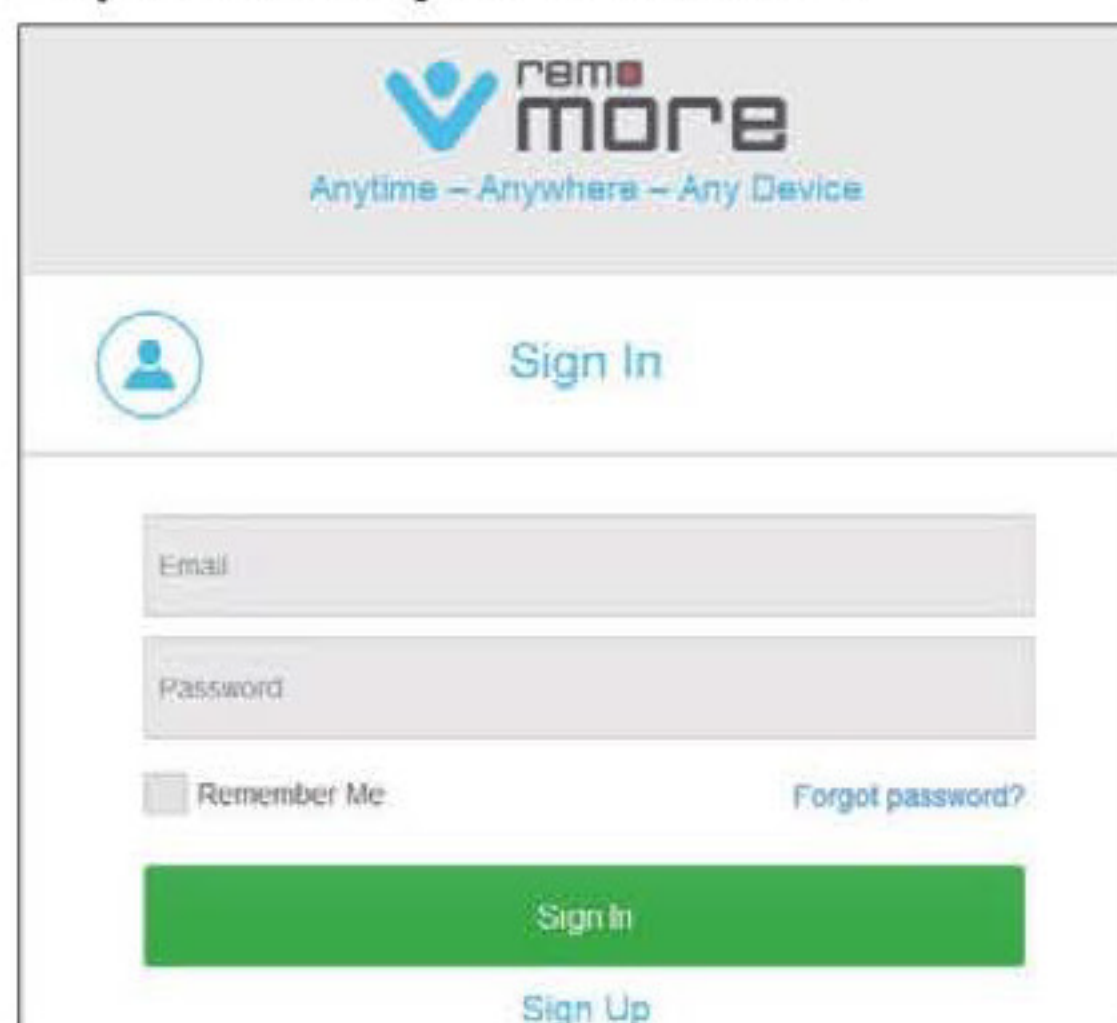 remo
more
Anytime – Anywhere – Any Device
Sign In
Email
Password
Remember Me Forgot password?
Sign In
Sign Up